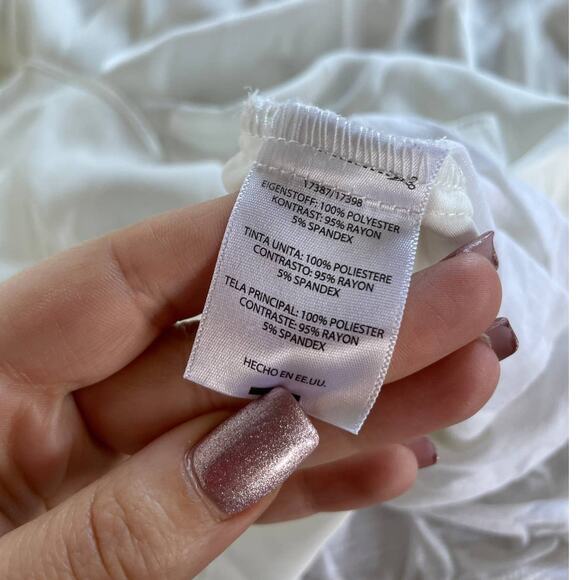 17387/17398
EIGENSTOFF: 100% POLYESTER
KONTRAST: 95% RAYON
5% SPANDEX
TINTA UNITA: 100% POLIESTERE
CONTRASTO: 95% RAYON
5% SPANDEX
TELA PRINCIPAL: 100% POLIESTER
CONTRASTE: 95% RAYON
5% SPANDEX
HECHO EN EE.UU.